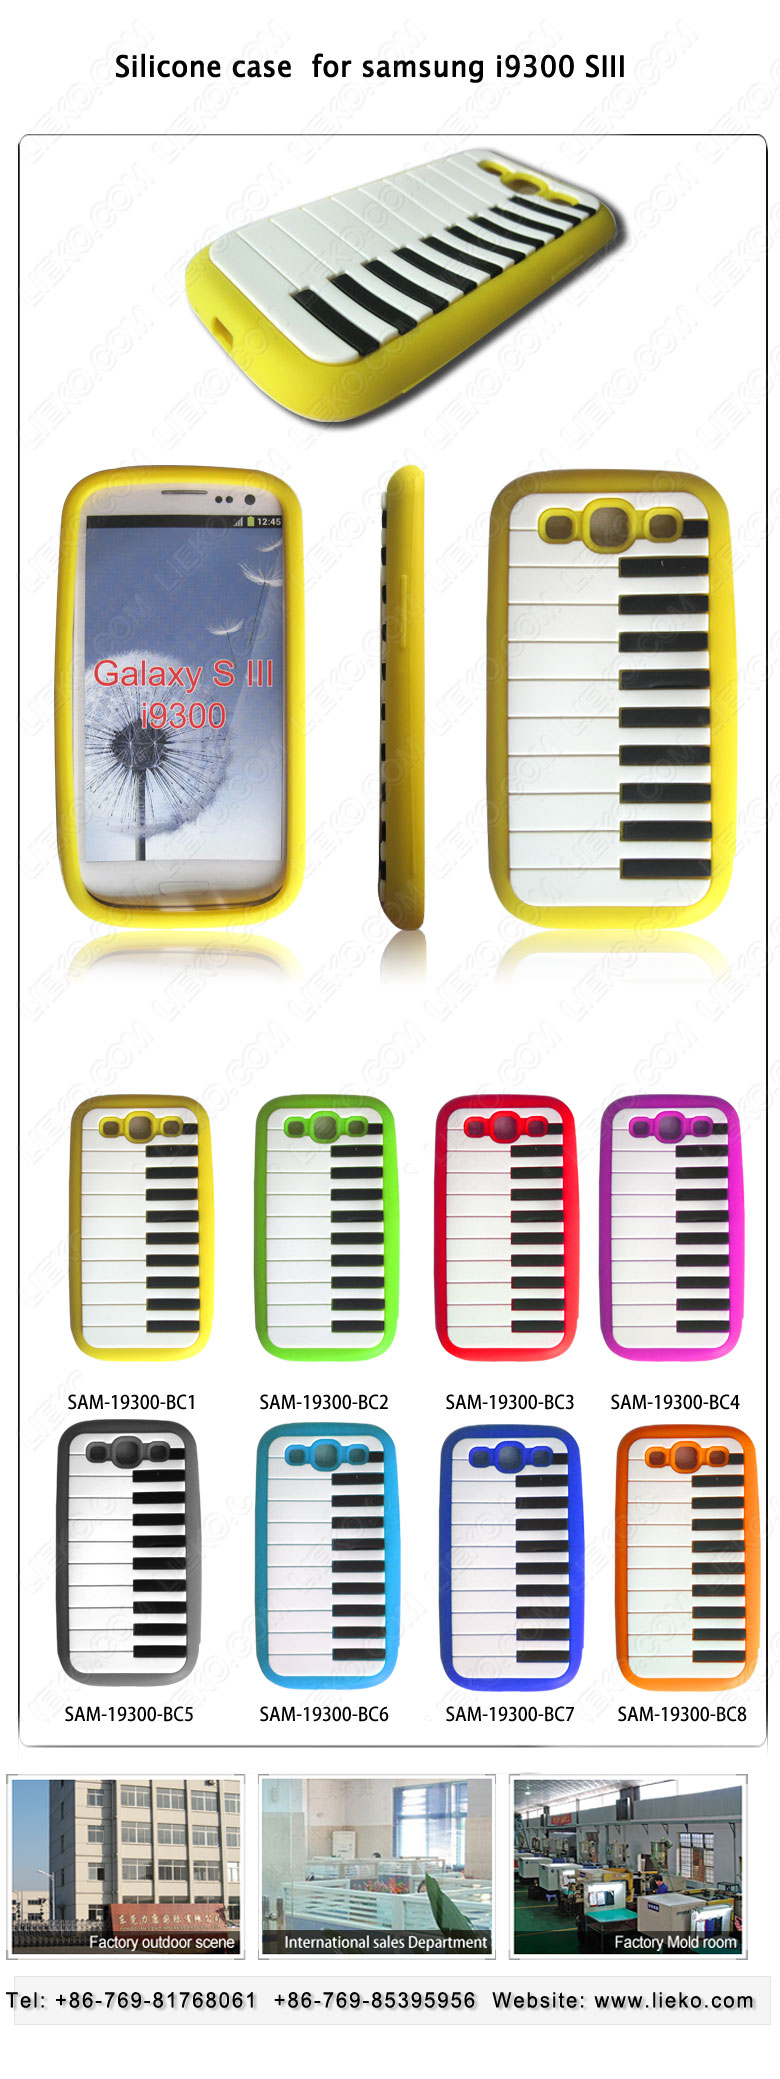 Silicone case for samsung i9300 SIII
12:45
Galaxy S III
i9300
SAM-19300-BC1 SAM-19300-BC2 SAM-19300-BC3 SAM-19300-BC4
SAM-19300-BC5 SAM-19300-BC6 SAM-19300-BC7 SAM-19300-BC8
Factory outdoor scene
International sales Department
Factory Mold room
Tel: +86-769-81768061 +86-769-85395956 Website: www.lieko.com
LIEKO.COM